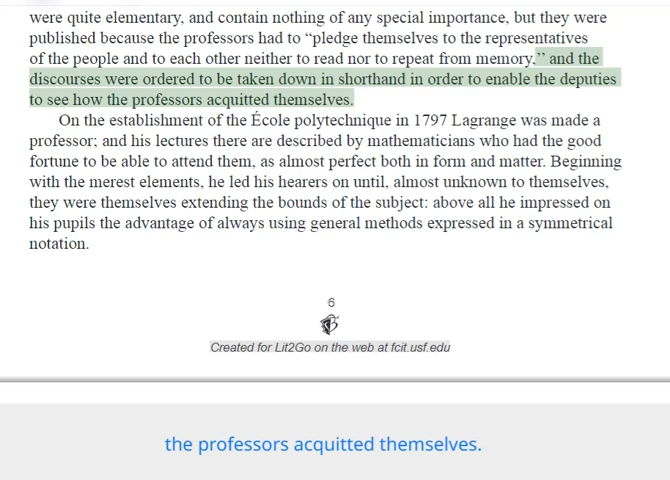 were quite elementary, and contain nothing of any special importance, but they were
published because the professors had to “pledge themselves to the representatives
of the people and to each other neither to read nor to repeat from memory,” and the
discourses were ordered to be taken down in shorthand in order to enable the deputies
to see how the professors acquitted themselves.
On the establishment of the École polytechnique in 1797 Lagrange was made a
professor; and his lectures there are described by mathematicians who had the good
fortune to be able to attend them, as almost perfect both in form and matter. Beginning
with the merest elements, he led his hearers on until, almost unknown to themselves,
they were themselves extending the bounds of the subject: above all he impressed on
his pupils the advantage of always using general methods expressed in a symmetrical
notation.
6
Created for Lit2Go on the web at fcit.usf.edu
the professors acquitted themselves.